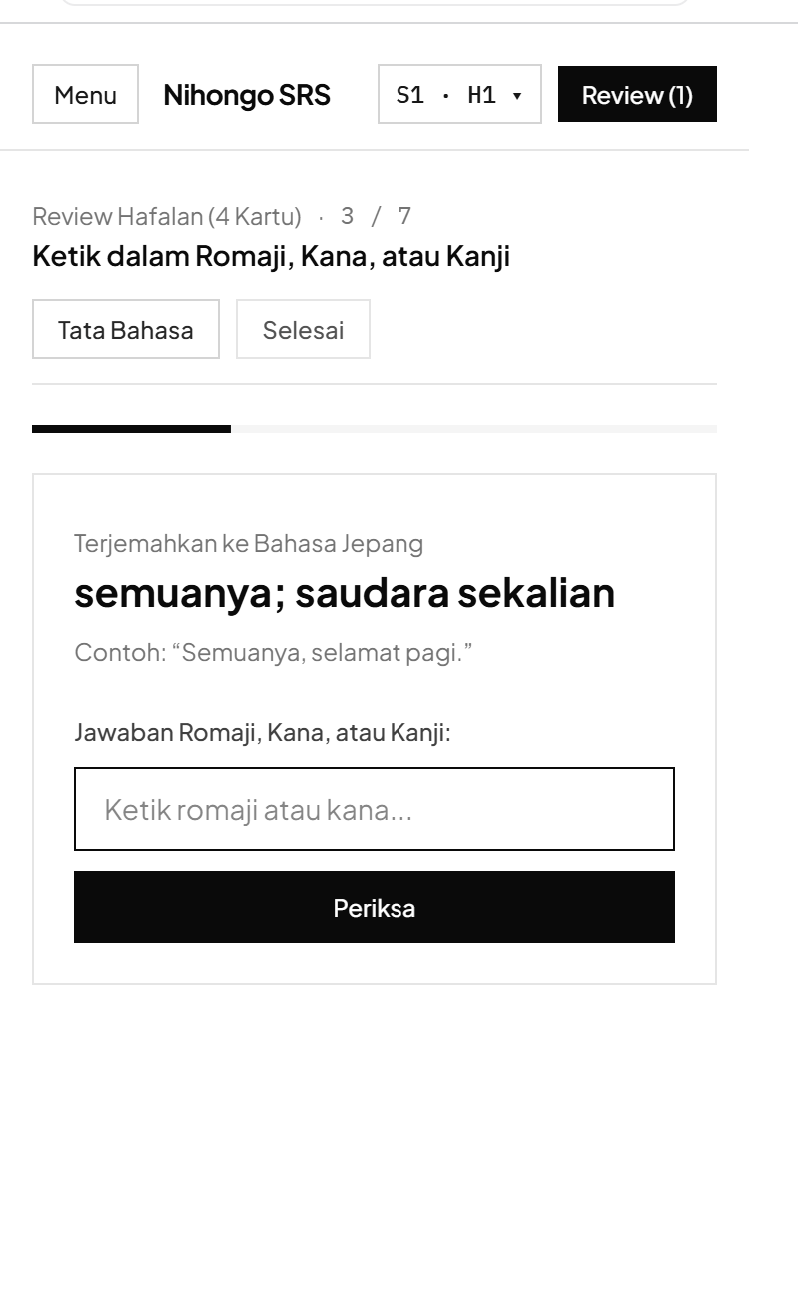 Menu Nihongo SRS S1 · H1 ▾ Review (1)
Review Hafalan (4 Kartu) · 3 / 7
Ketik dalam Romaji, Kana, atau Kanji
Tata Bahasa Selesai
Terjemahkan ke Bahasa Jepang
semuanya; saudara sekalian
Contoh: “Semuanya, selamat pagi.”
Jawaban Romaji, Kana, atau Kanji:
Ketik romaji atau kana...
Periksa